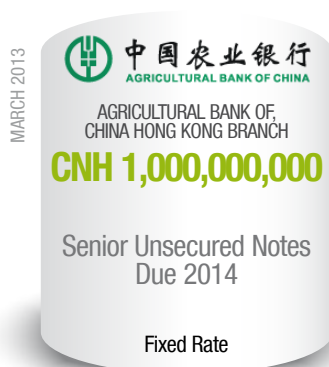 MARCH 2013
中国农业银行
AGRICULTURAL BANK OF CHINA
AGRICULTURAL BANK OF,
CHINA HONG KONG BRANCH
CNH 1,000,000,000
Senior Unsecured Notes
Due 2014
Fixed Rate